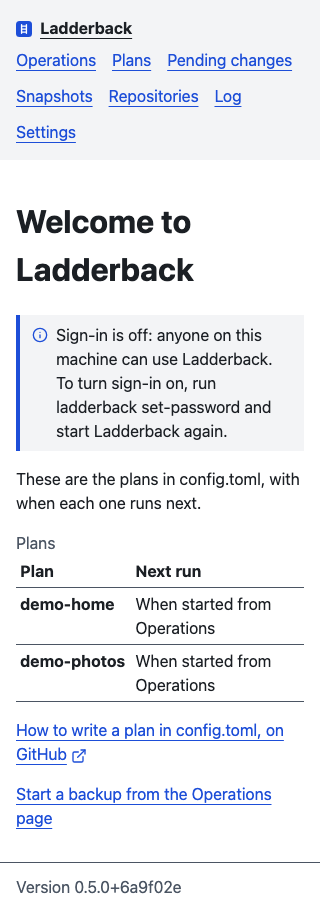 Ladderback
Operations Plans Pending changes
Snapshots Repositories Log
Settings
Welcome to
Ladderback
Sign-in is off: anyone on this
machine can use Ladderback.
To turn sign-in on, run
ladderback set-password and
start Ladderback again.
These are the plans in config.toml, with
when each one runs next.
Plans
Plan Next run
demo-home When started from
Operations
demo-photos When started from
Operations
How to write a plan in config.toml, on
GitHub
Start a backup from the Operations
page
Version 0.5.0+6a9f02e